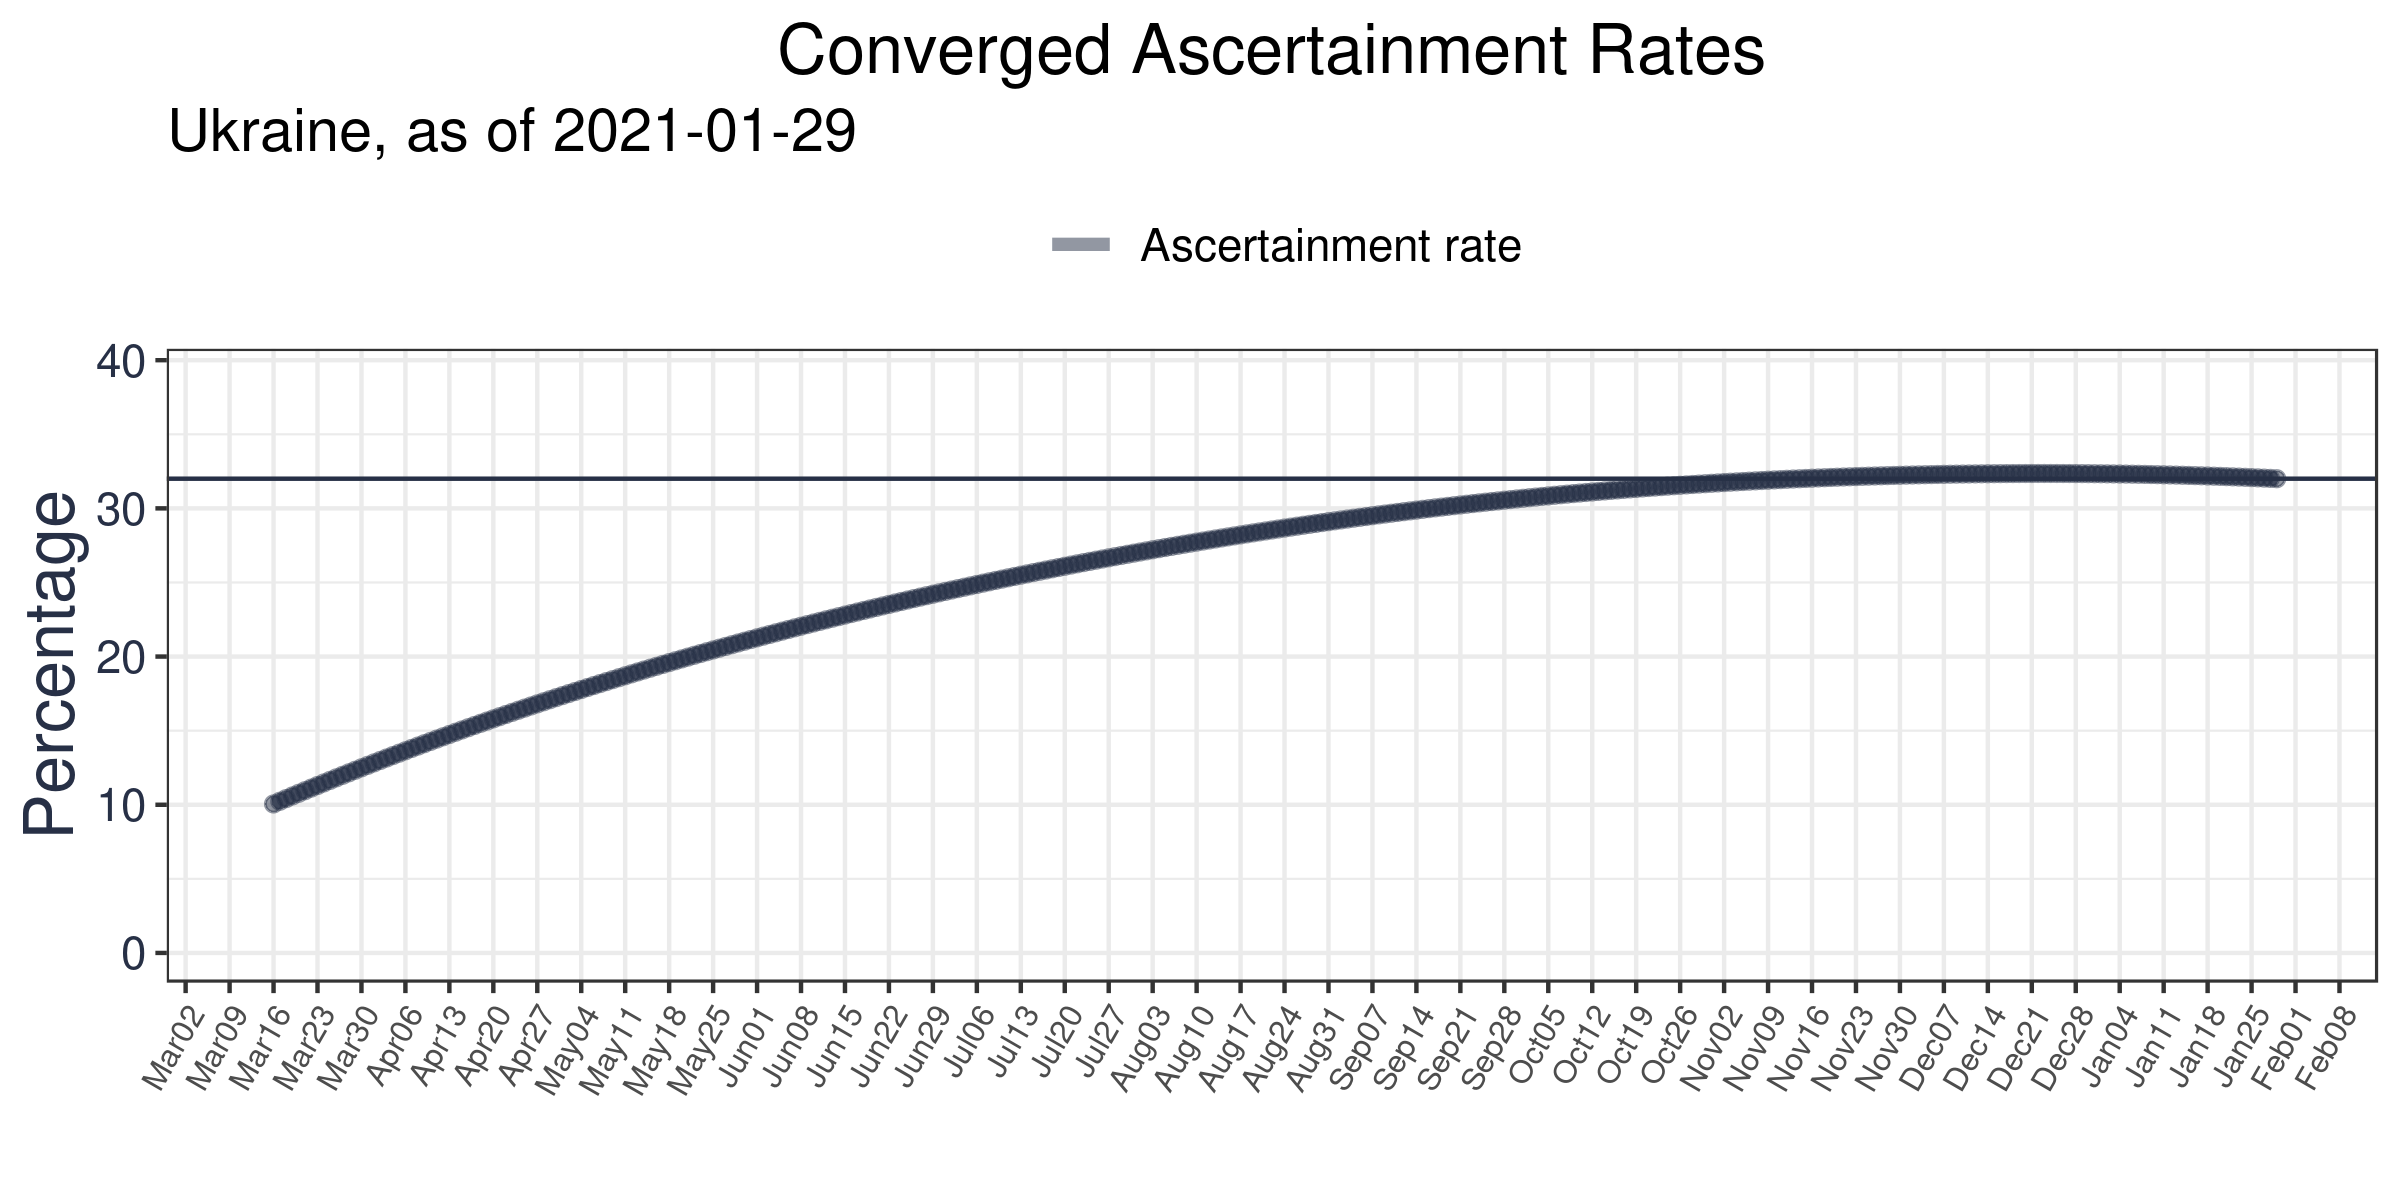 Converged Ascertainment Rates
Ukraine, as of 2021-01-29
Ascertainment rate
Percentage
40
30
20
10
0
Mar02
Mar09
Mar16
Mar23
Mar30
Apr06
Apr13
Apr20
Apr27
May04
May11
May18
May25
Jun01
Jun08
Jun15
Jun22
Jun29
Jul06
Jul13
Jul20
Jul27
Aug03
Aug10
Aug17
Aug24
Aug31
Sep07
Sep14
Sep21
Sep28
Oct05
Oct12
Oct19
Oct26
Nov02
Nov09
Nov16
Nov23
Nov30
Dec07
Dec14
Dec21
Dec28
Jan04
Jan11
Jan18
Jan25
Feb01
Feb08